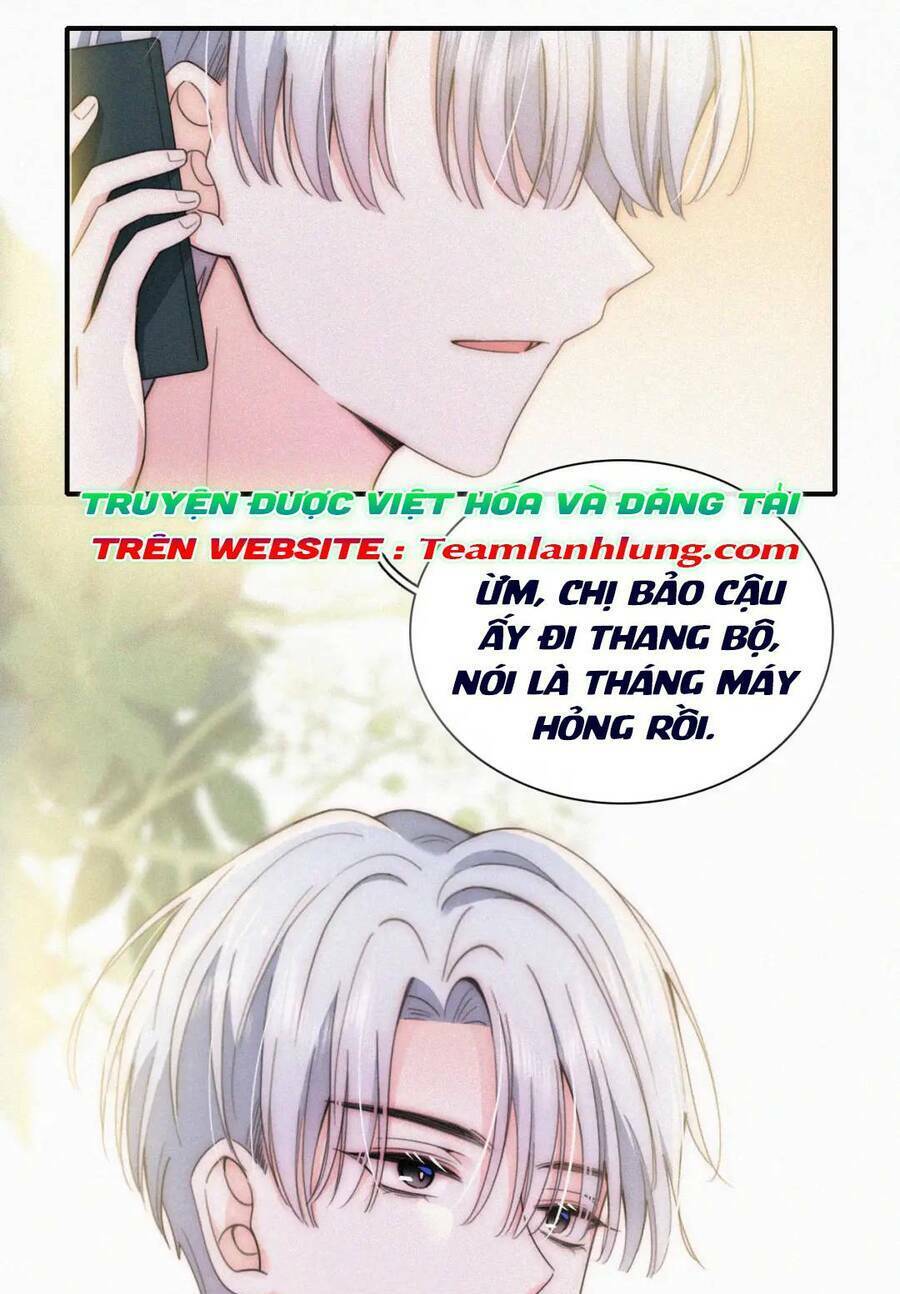 TRUYỆN ĐƯỢC VIỆT HÓA VÀ ĐĂNG TẢI
TRÊN WEBSITE : Teamlanhlung.com
ỪM, CHỊ BẢO CẬU
ẤY ĐI THANG BỘ,
NÓI LÀ THÁNG MÁY
HỎNG RỒI.